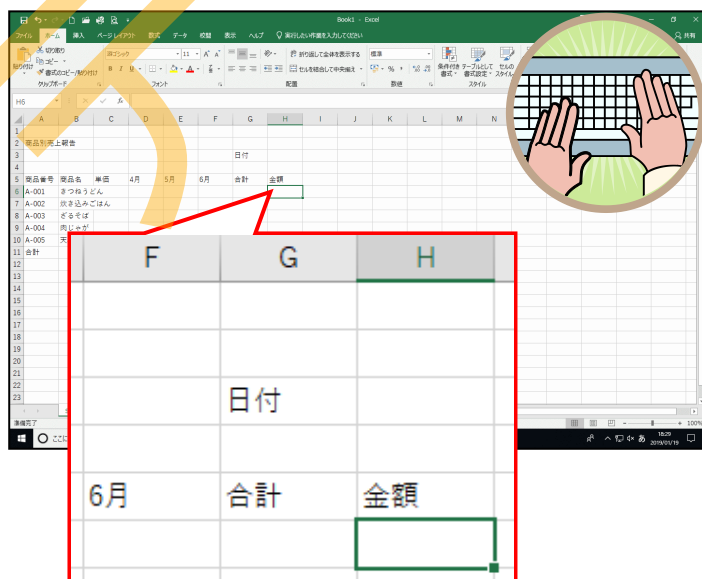 Book1 - Excel
ファイル ホーム 挿入 ページ レイアウト 数式 データ 校閲 表示 ヘルプ 実行したい作業を入力してください 共有
切り取り
コピー
書式のコピー/貼り付け
貼り付け
11 A A
B I U
折り返して全体を表示する
セルを結合して中央揃え
標準
%
条件付き書式
テーブルとして書式設定
セルのスタイル
クリップボード フォント 配置 数値 スタイル
H6 fx
A B C D E F G H I J K L M N
1
2 商品別売上報告
3 日付
4
5 商品番号 商品名 単価 4月 5月 6月 合計 金額
6 A-001 きつねうどん
7 A-002 炊き込みごはん
8 A-003 ざるそば
9 A-004 肉じゃが
10 A-005 天
11 合計
12
13
14
15
16
17
18
19
20
21
22
23
F G H
日付
6月 合計 金額
準備完了
100%
ここに
あ 18:29
2019/01/19